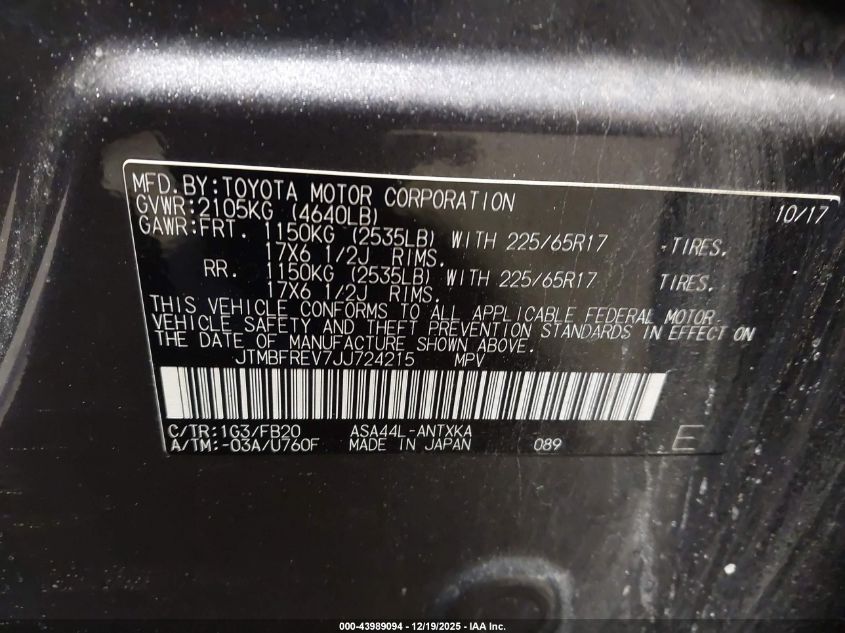 MFD.BY:TOYOTA MOTOR CORPORATION 10/17
GVWR:2105KG (4640LB)
GAWR:FRT. 1150KG (2535LB) WITH 225/65R17 TIRES.
17X6 1/2J RIMS.
RR. 1150KG (2535LB) WITH 225/65R17 TIRES.
17X6 1/2J RIMS.
THIS VEHICLE CONFORMS TO ALL APPLICABLE FEDERAL MOTOR
VEHICLE SAFETY AND THEFT PREVENTION STANDARDS IN EFFECT ON
THE DATE OF MANUFACTURE SHOWN ABOVE.
JTMBFREV7JJ724215 MPV
C/TR:1G3/FB20 ASA44L-ANTXKA
A/TM:-03A/U760F MADE IN JAPAN 089 E
000-43989094 - 12/19/2025 - IAA Inc.